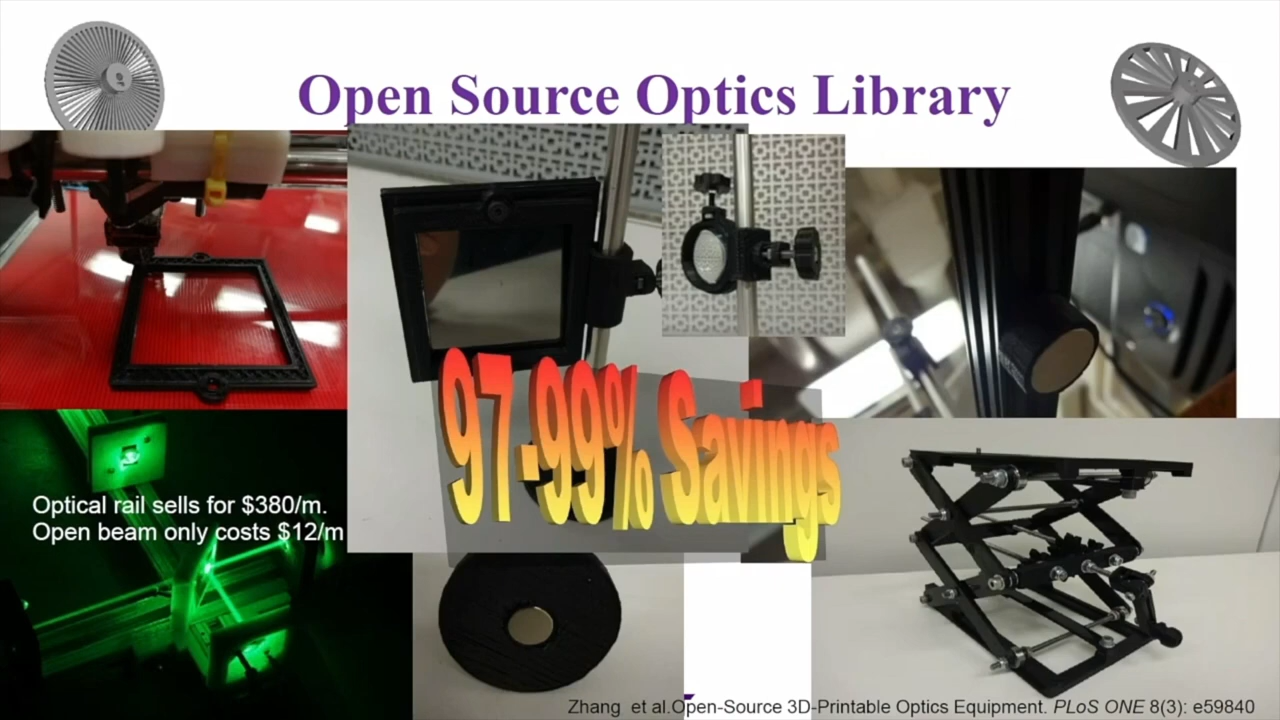 Open Source Optics Library
97-99% Savings
Optical rail sells for $380/m.
Open beam only costs $12/m
Zhang et al.Open-Source 3D-Printable Optics Equipment. PLoS ONE 8(3): e59840